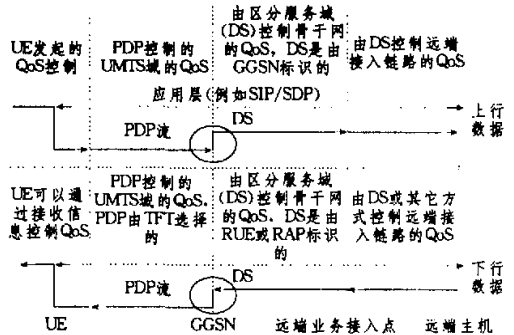 UE发起的
QoS控制
PDP控制的
UMTS域的QoS
由区分服务域
(DS)控制骨干网
的QoS，DS是由
GGSN标识的
由DS控制远端
接入链路的QoS
应用层(例如SIP/SDP)
PDP流
DS
上行
数据
UE可以通
过接收信
息控制QoS
PDP控制的
UMTS域的QoS.
PDP由TFT选择
的
由区分服务域
(DS)控制骨干网
的QoS．DS是由
RUE或RAP标识
的
由DS或其它方
式控制远端接
入链路的QoS
PDP流
DS
下行
数据
UE
GGSN
远端业务接入点
远端主机